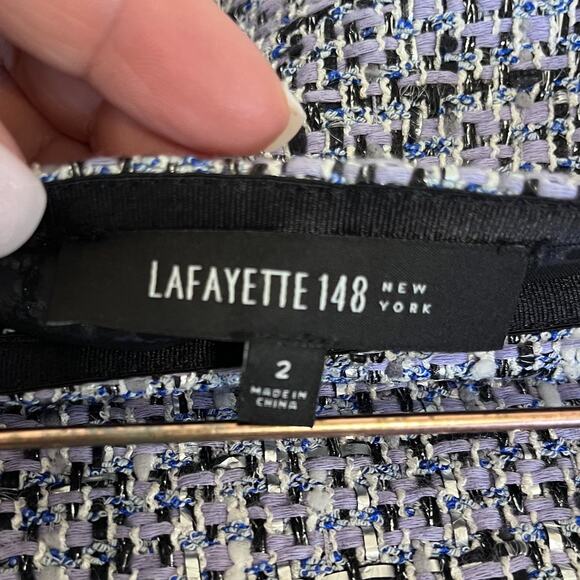 LAFAYETTE 148 NEW YORK
2
MADE IN
CHINA